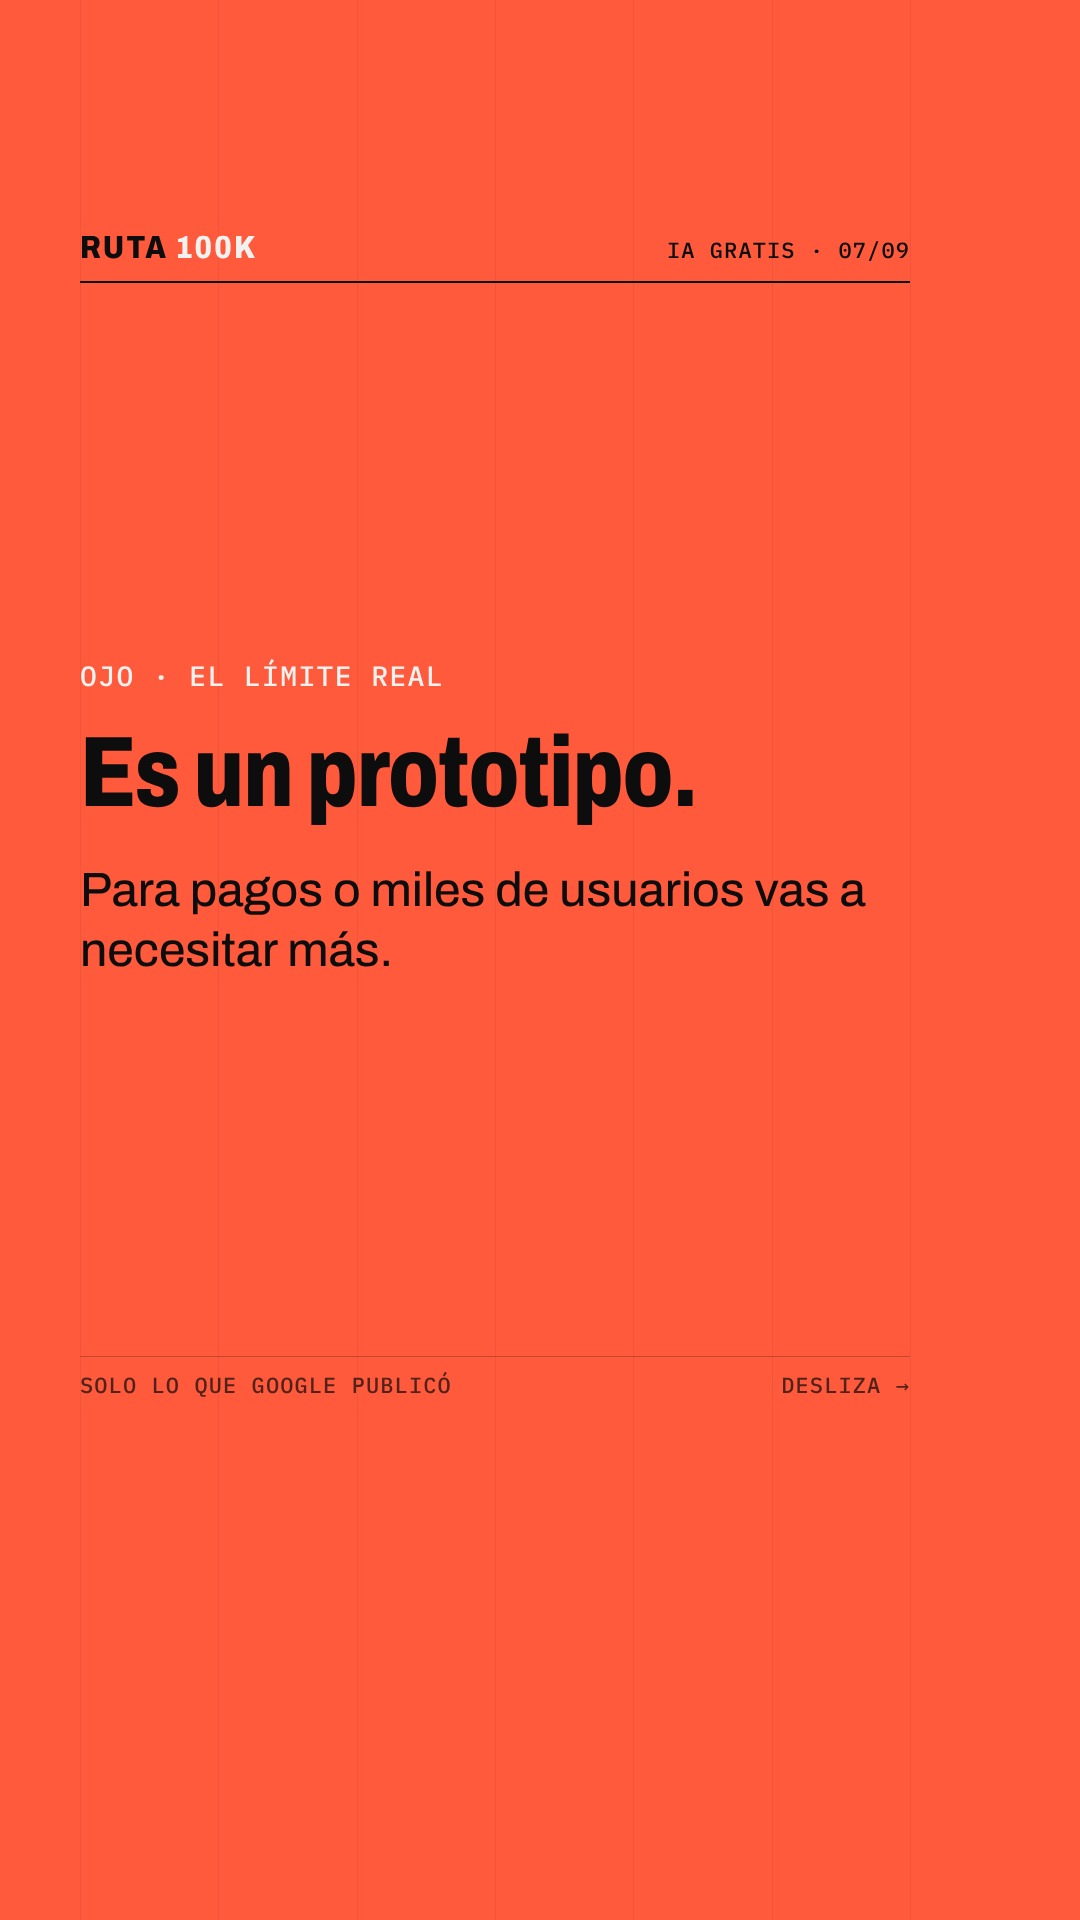 RUTA 100K
IA GRATIS · 07/09
OJO · EL LÍMITE REAL
Es un prototipo.
Para pagos o miles de usuarios vas a
necesitar más.
SOLO LO QUE GOOGLE PUBLICÓ
DESLIZA →